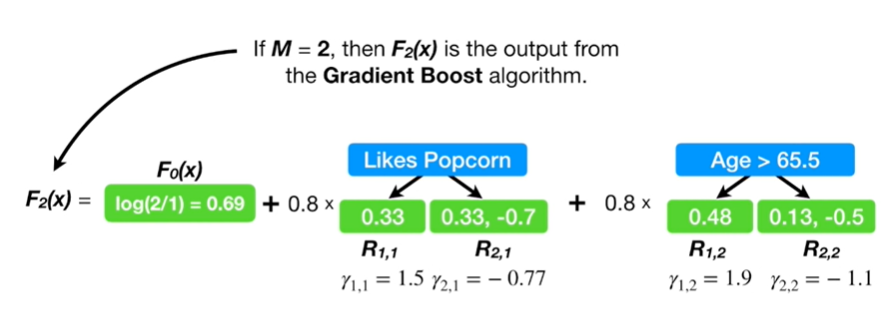 If M = 2, then F₂(x) is the output from
the Gradient Boost algorithm.
F₀(x)
Likes Popcorn
Age > 65.5
F₂(x) = log(2/1) = 0.69 + 0.8 × 0.33 0.33, -0.7 + 0.8 × 0.48 0.13, -0.5
R₁,₁ R₂,₁ R₁,₂ R₂,₂
γ₁,₁ = 1.5 γ₂,₁ = − 0.77 γ₁,₂ = 1.9 γ₂,₂ = − 1.1